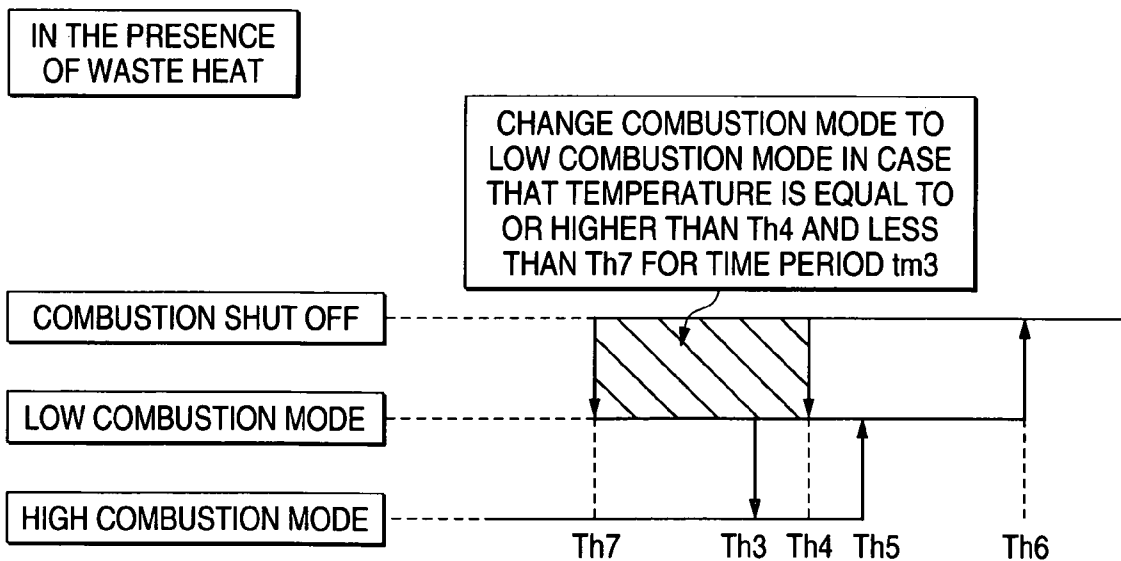 IN THE PRESENCE
OF WASTE HEAT
CHANGE COMBUSTION MODE TO
LOW COMBUSTION MODE IN CASE
THAT TEMPERATURE IS EQUAL TO
OR HIGHER THAN Th4 AND LESS
THAN Th7 FOR TIME PERIOD tm3
COMBUSTION SHUT OFF
LOW COMBUSTION MODE
HIGH COMBUSTION MODE
Th7 Th3 Th4 Th5 Th6